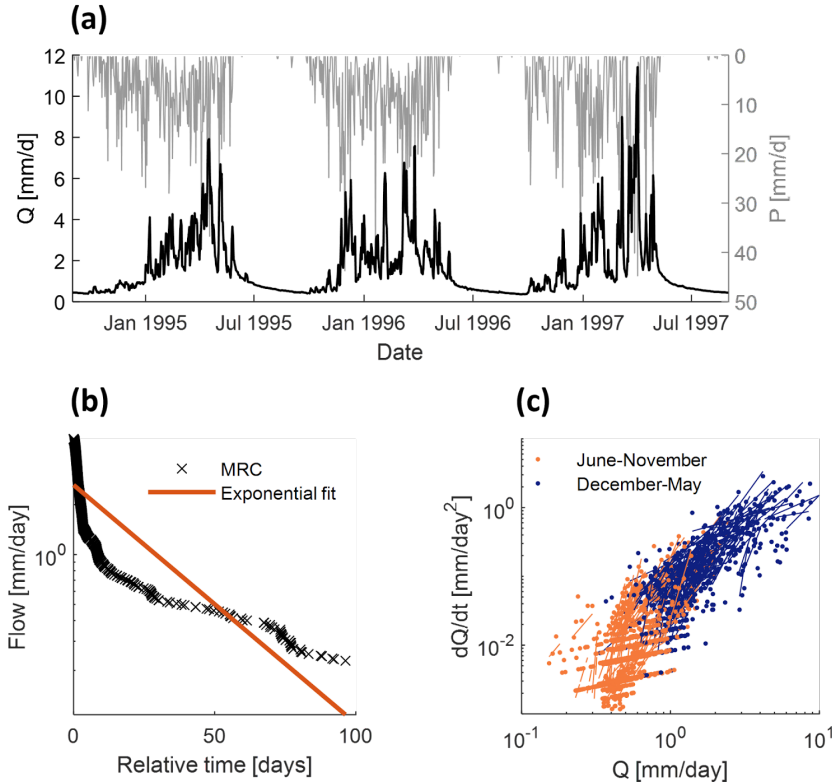 (a)
12
10
8
6
4
2
0
Q [mm/d]
0
10
20
30
40
50
P [mm/d]
Jan 1995
Jul 1995
Jan 1996
Jul 1996
Jan 1997
Jul 1997
Date
(b)
MRC
Exponential fit
10^0
Flow [mm/day]
0
50
100
Relative time [days]
(c)
June-November
December-May
10^0
10^-2
dQ/dt [mm/day^2]
10^-1
10^0
10^1
Q [mm/day]